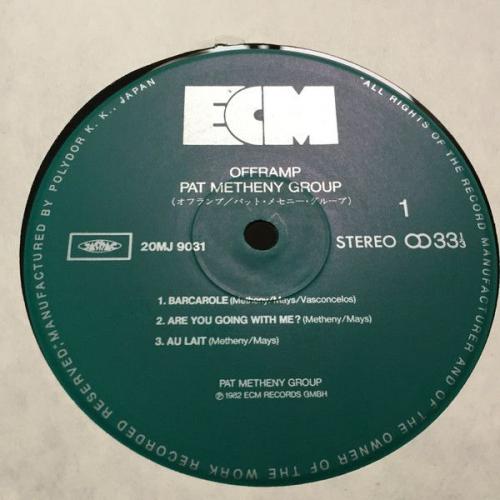 ECM
OFFRAMP
PAT METHENY GROUP
(オフランプ/パット・メセニー・グループ)
1
20MJ 9031
STEREO 33 1/3
1. BARCAROLE (Metheny/Mays/Vasconcelos)
2. ARE YOU GOING WITH ME? (Metheny/Mays)
3. AU LAIT (Metheny/Mays)
PAT METHENY GROUP
℗ 1982 ECM RECORDS GMBH
"ALL RIGHTS OF THE RECORD MANUFACTURER AND OF THE OWNER OF THE WORK RECORDED RESERVED;" MANUFACTURED BY POLYDOR K. K., JAPAN